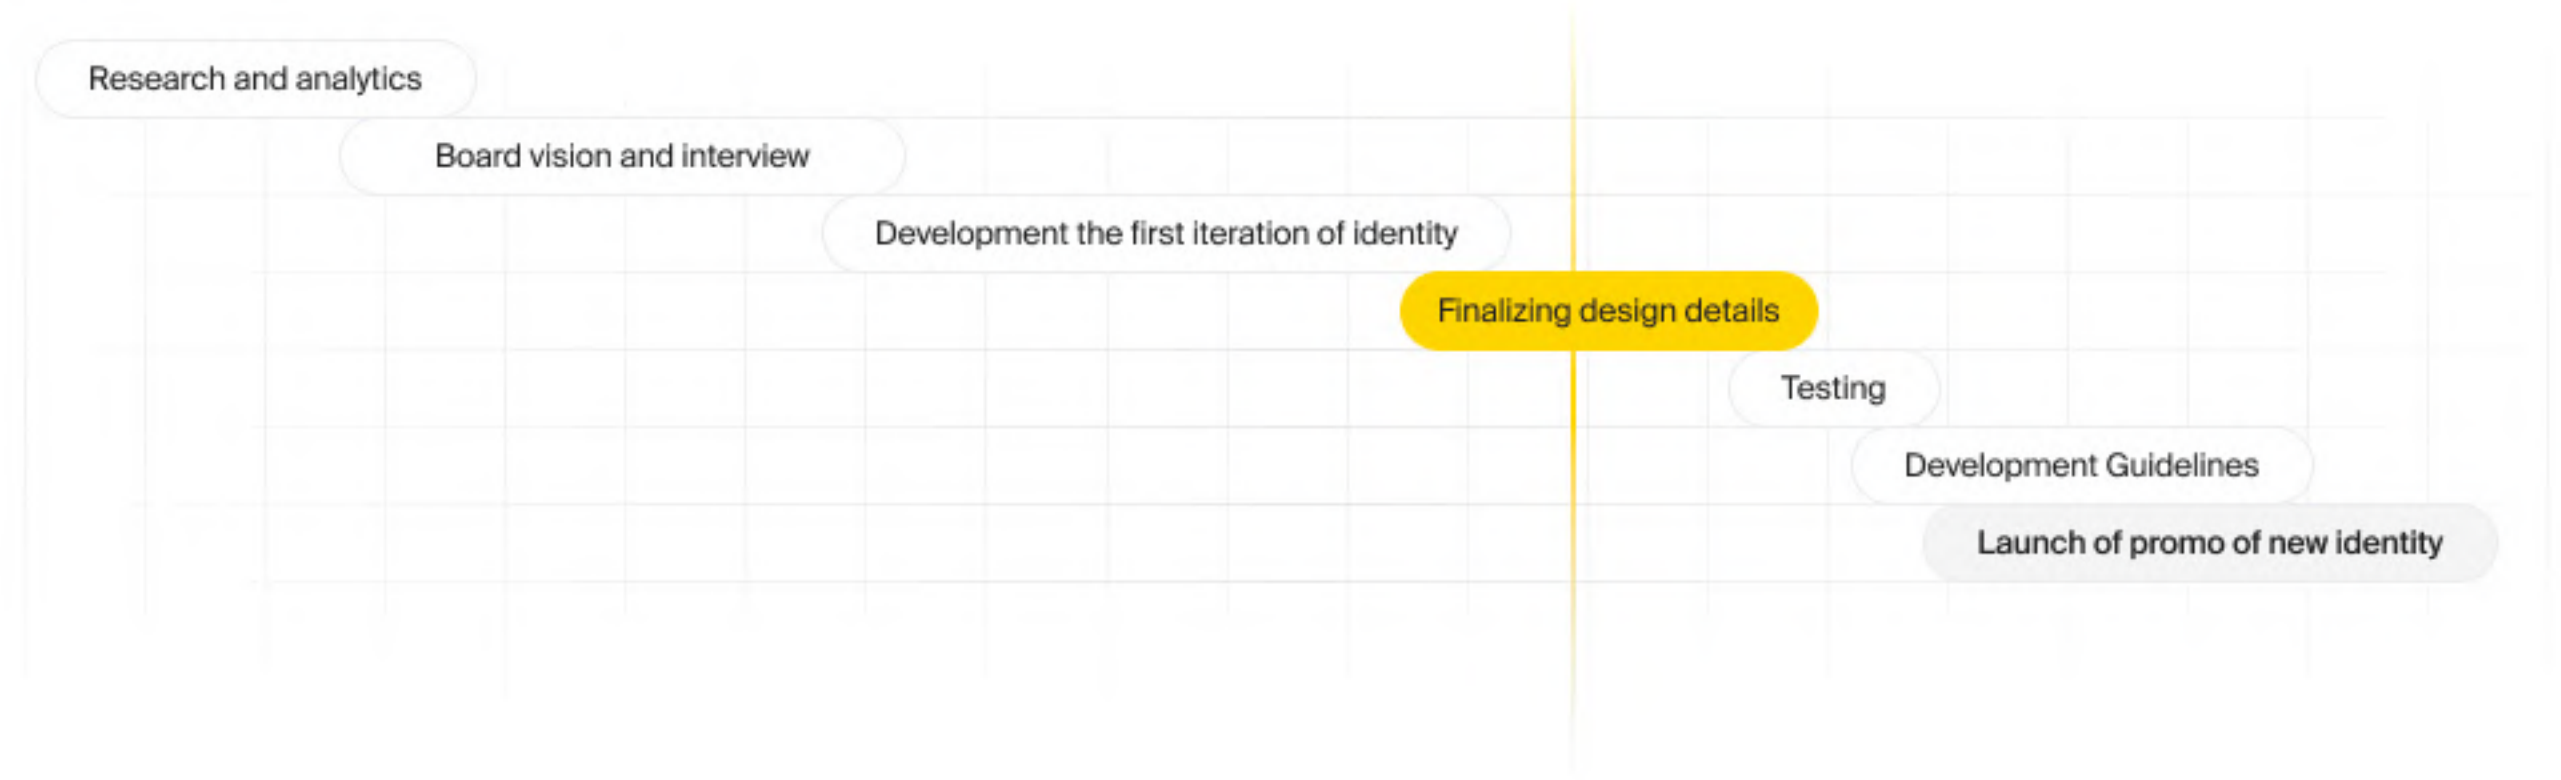 Research and analytics
Board vision and interview
Development the first iteration of identity
Finalizing design details
Testing
Development Guidelines
Launch of promo of new identity